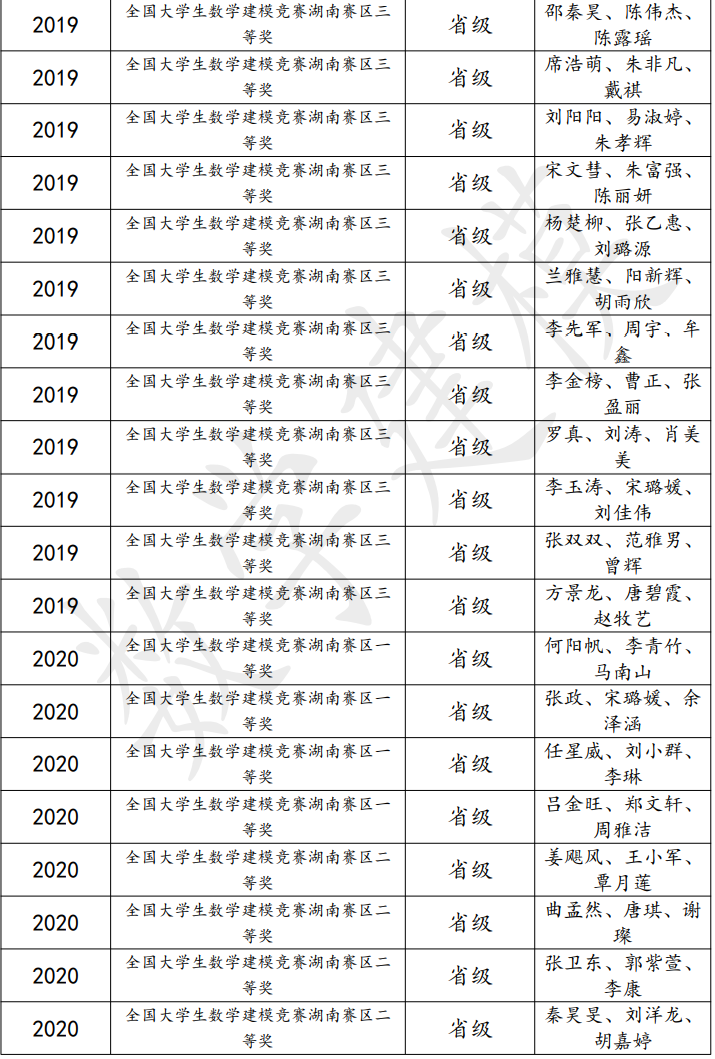 2019 全国大学生数学建模竞赛湖南赛区三 省级 邵秦昊、陈伟杰、
等奖 陈露瑶
2019 全国大学生数学建模竞赛湖南赛区三 省级 席浩萌、朱非凡、
等奖 戴祺
2019 全国大学生数学建模竞赛湖南赛区三 省级 刘阳阳、易淑婷、
等奖 朱孝辉
2019 全国大学生数学建模竞赛湖南赛区三 省级 宋文彗、朱富强、
等奖 陈丽妍
2019 全国大学生数学建模竞赛湖南赛区三 省级 杨楚柳、张乙惠、
等奖 刘璐源
2019 全国大学生数学建模竞赛湖南赛区三 省级 兰雅慧、阳新辉、
等奖 胡雨欣
2019 全国大学生数学建模竞赛湖南赛区三 省级 李先军、周宇、牟
等奖 鑫
2019 全国大学生数学建模竞赛湖南赛区三 省级 李金榜、曹正、张
等奖 盈丽
2019 全国大学生数学建模竞赛湖南赛区三 省级 罗真、刘涛、肖美
等奖 美
2019 全国大学生数学建模竞赛湖南赛区三 省级 李玉涛、宋璐媛、
等奖 刘佳伟
2019 全国大学生数学建模竞赛湖南赛区三 省级 张双双、范雅男、
等奖 曾辉
2019 全国大学生数学建模竞赛湖南赛区三 省级 方景龙、唐碧霞、
等奖 赵牧艺
2020 全国大学生数学建模竞赛湖南赛区一 省级 何阳帆、李青竹、
等奖 马南山
2020 全国大学生数学建模竞赛湖南赛区一 省级 张政、宋璐媛、余
等奖 泽涵
2020 全国大学生数学建模竞赛湖南赛区一 省级 任星威、刘小群、
等奖 李琳
2020 全国大学生数学建模竞赛湖南赛区一 省级 吕金旺、郑文轩、
等奖 周雅洁
2020 全国大学生数学建模竞赛湖南赛区二 省级 姜飓风、王小军、
等奖 覃月莲
2020 全国大学生数学建模竞赛湖南赛区二 省级 曲孟然、唐琪、谢
等奖 璨
2020 全国大学生数学建模竞赛湖南赛区二 省级 张卫东、郭紫萱、
等奖 李康
2020 全国大学生数学建模竞赛湖南赛区二 省级 秦昊旻、刘洋龙、
等奖 胡嘉婷
数学建模